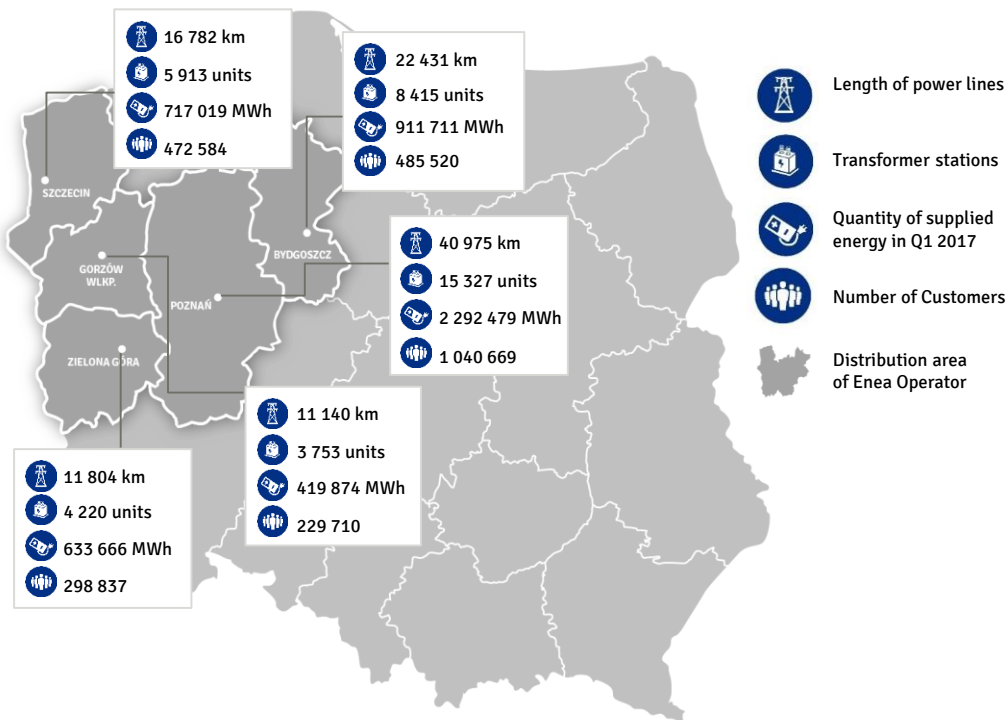 16 782 km
5 913 units
717 019 MWh
472 584
22 431 km
8 415 units
911 711 MWh
485 520
Length of power lines
Transformer stations
Quantity of supplied
energy in Q1 2017
Number of Customers
Distribution area
of Enea Operator
SZCZECIN
GORZÓW
WLKP.
POZNAŃ
BYDGOSZCZ
ZIELONA GÓRA
40 975 km
15 327 units
2 292 479 MWh
1 040 669
11 140 km
3 753 units
419 874 MWh
229 710
11 804 km
4 220 units
633 666 MWh
298 837